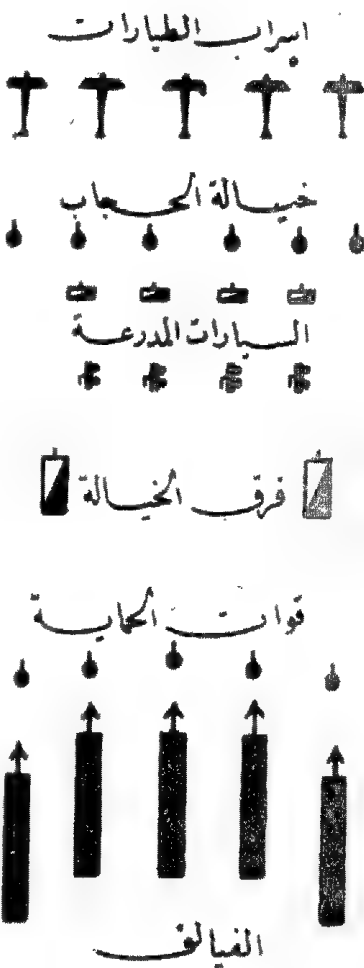 اسراب الطيارات
خيالة الحجاب
السيارات المدرعة
فرق الخيالة
قوات الحماية
الفيالق